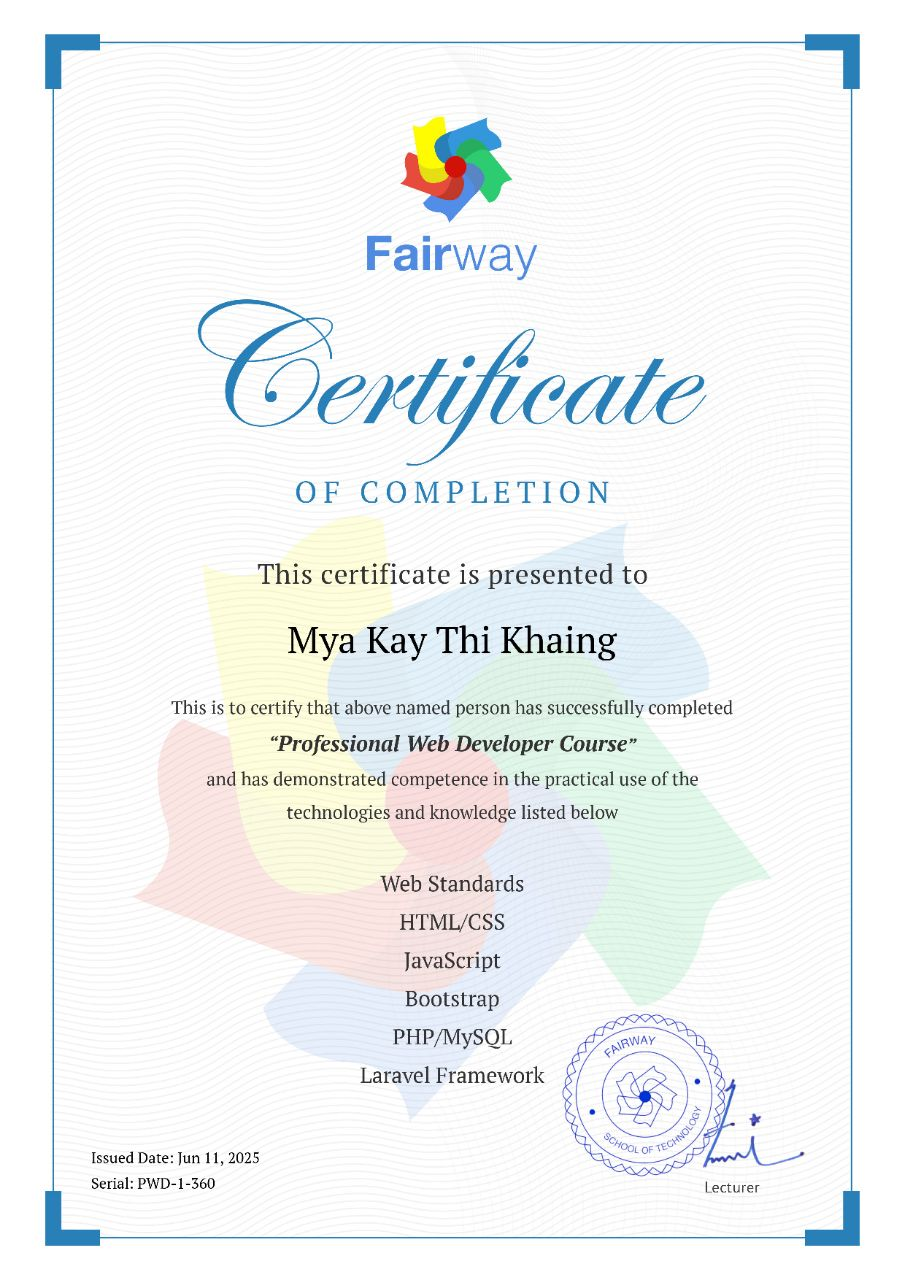 Fairway
Certificate
OF COMPLETION
This certificate is presented to
Mya Kay Thi Khaing
This is to certify that above named person has successfully completed
“Professional Web Developer Course”
and has demonstrated competence in the practical use of the
technologies and knowledge listed below
Web Standards
HTML/CSS
JavaScript
Bootstrap
PHP/MySQL
Laravel Framework
FAIRWAY
SCHOOL OF TECHNOLOGY
Issued Date: Jun 11, 2025
Serial: PWD-1-360
Lecturer